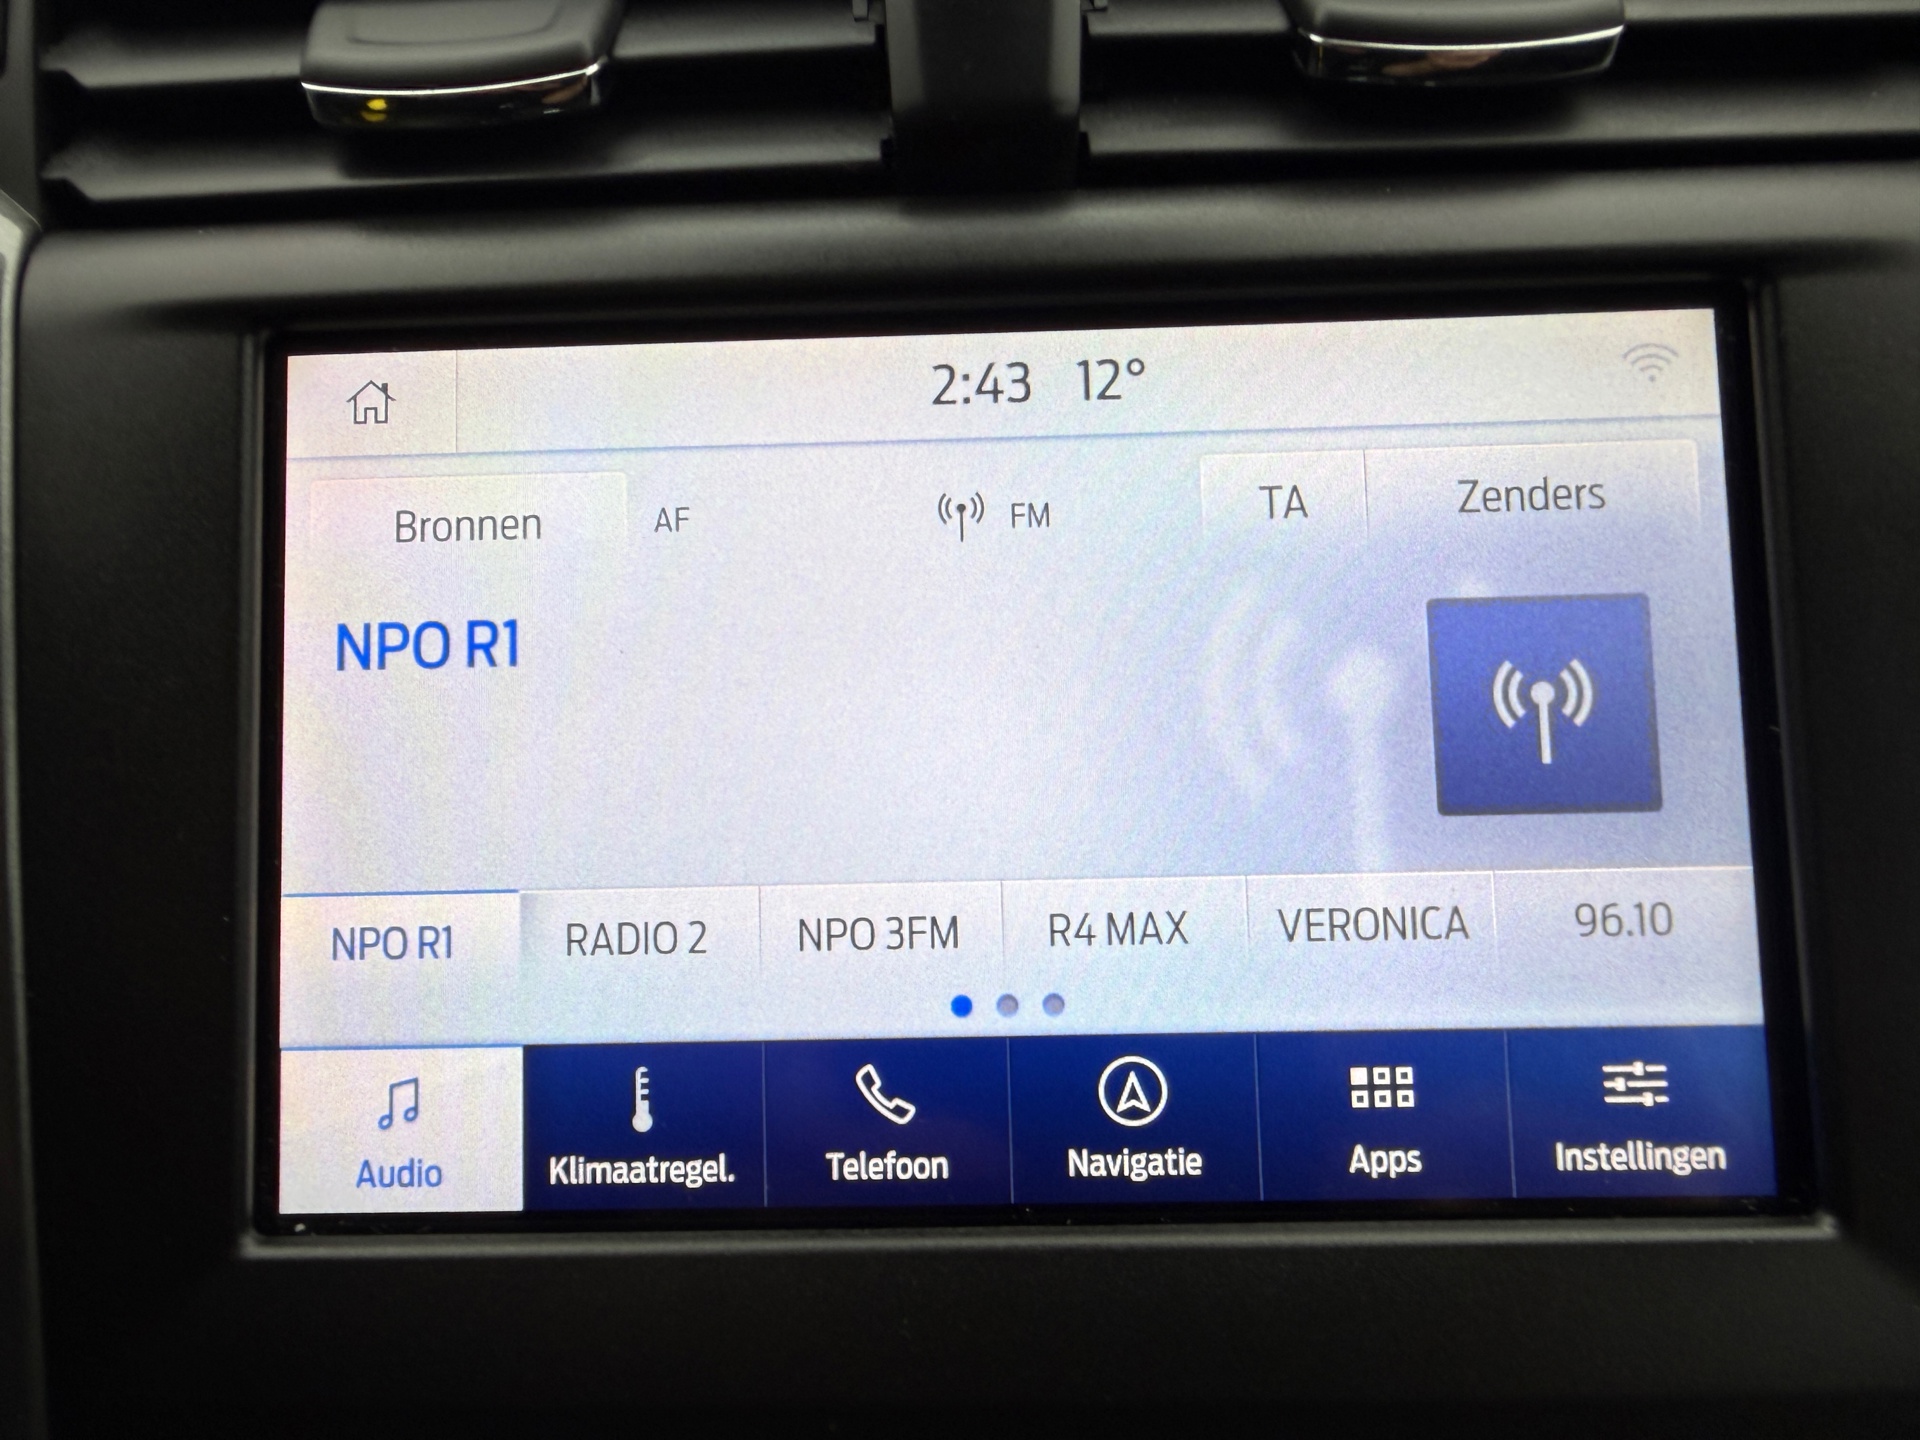 2:43 12°
Bronnen AF FM TA Zenders
NPO R1
NPO R1 RADIO 2 NPO 3FM R4 MAX VERONICA 96.10
Audio Klimaatregel. Telefoon Navigatie Apps Instellingen